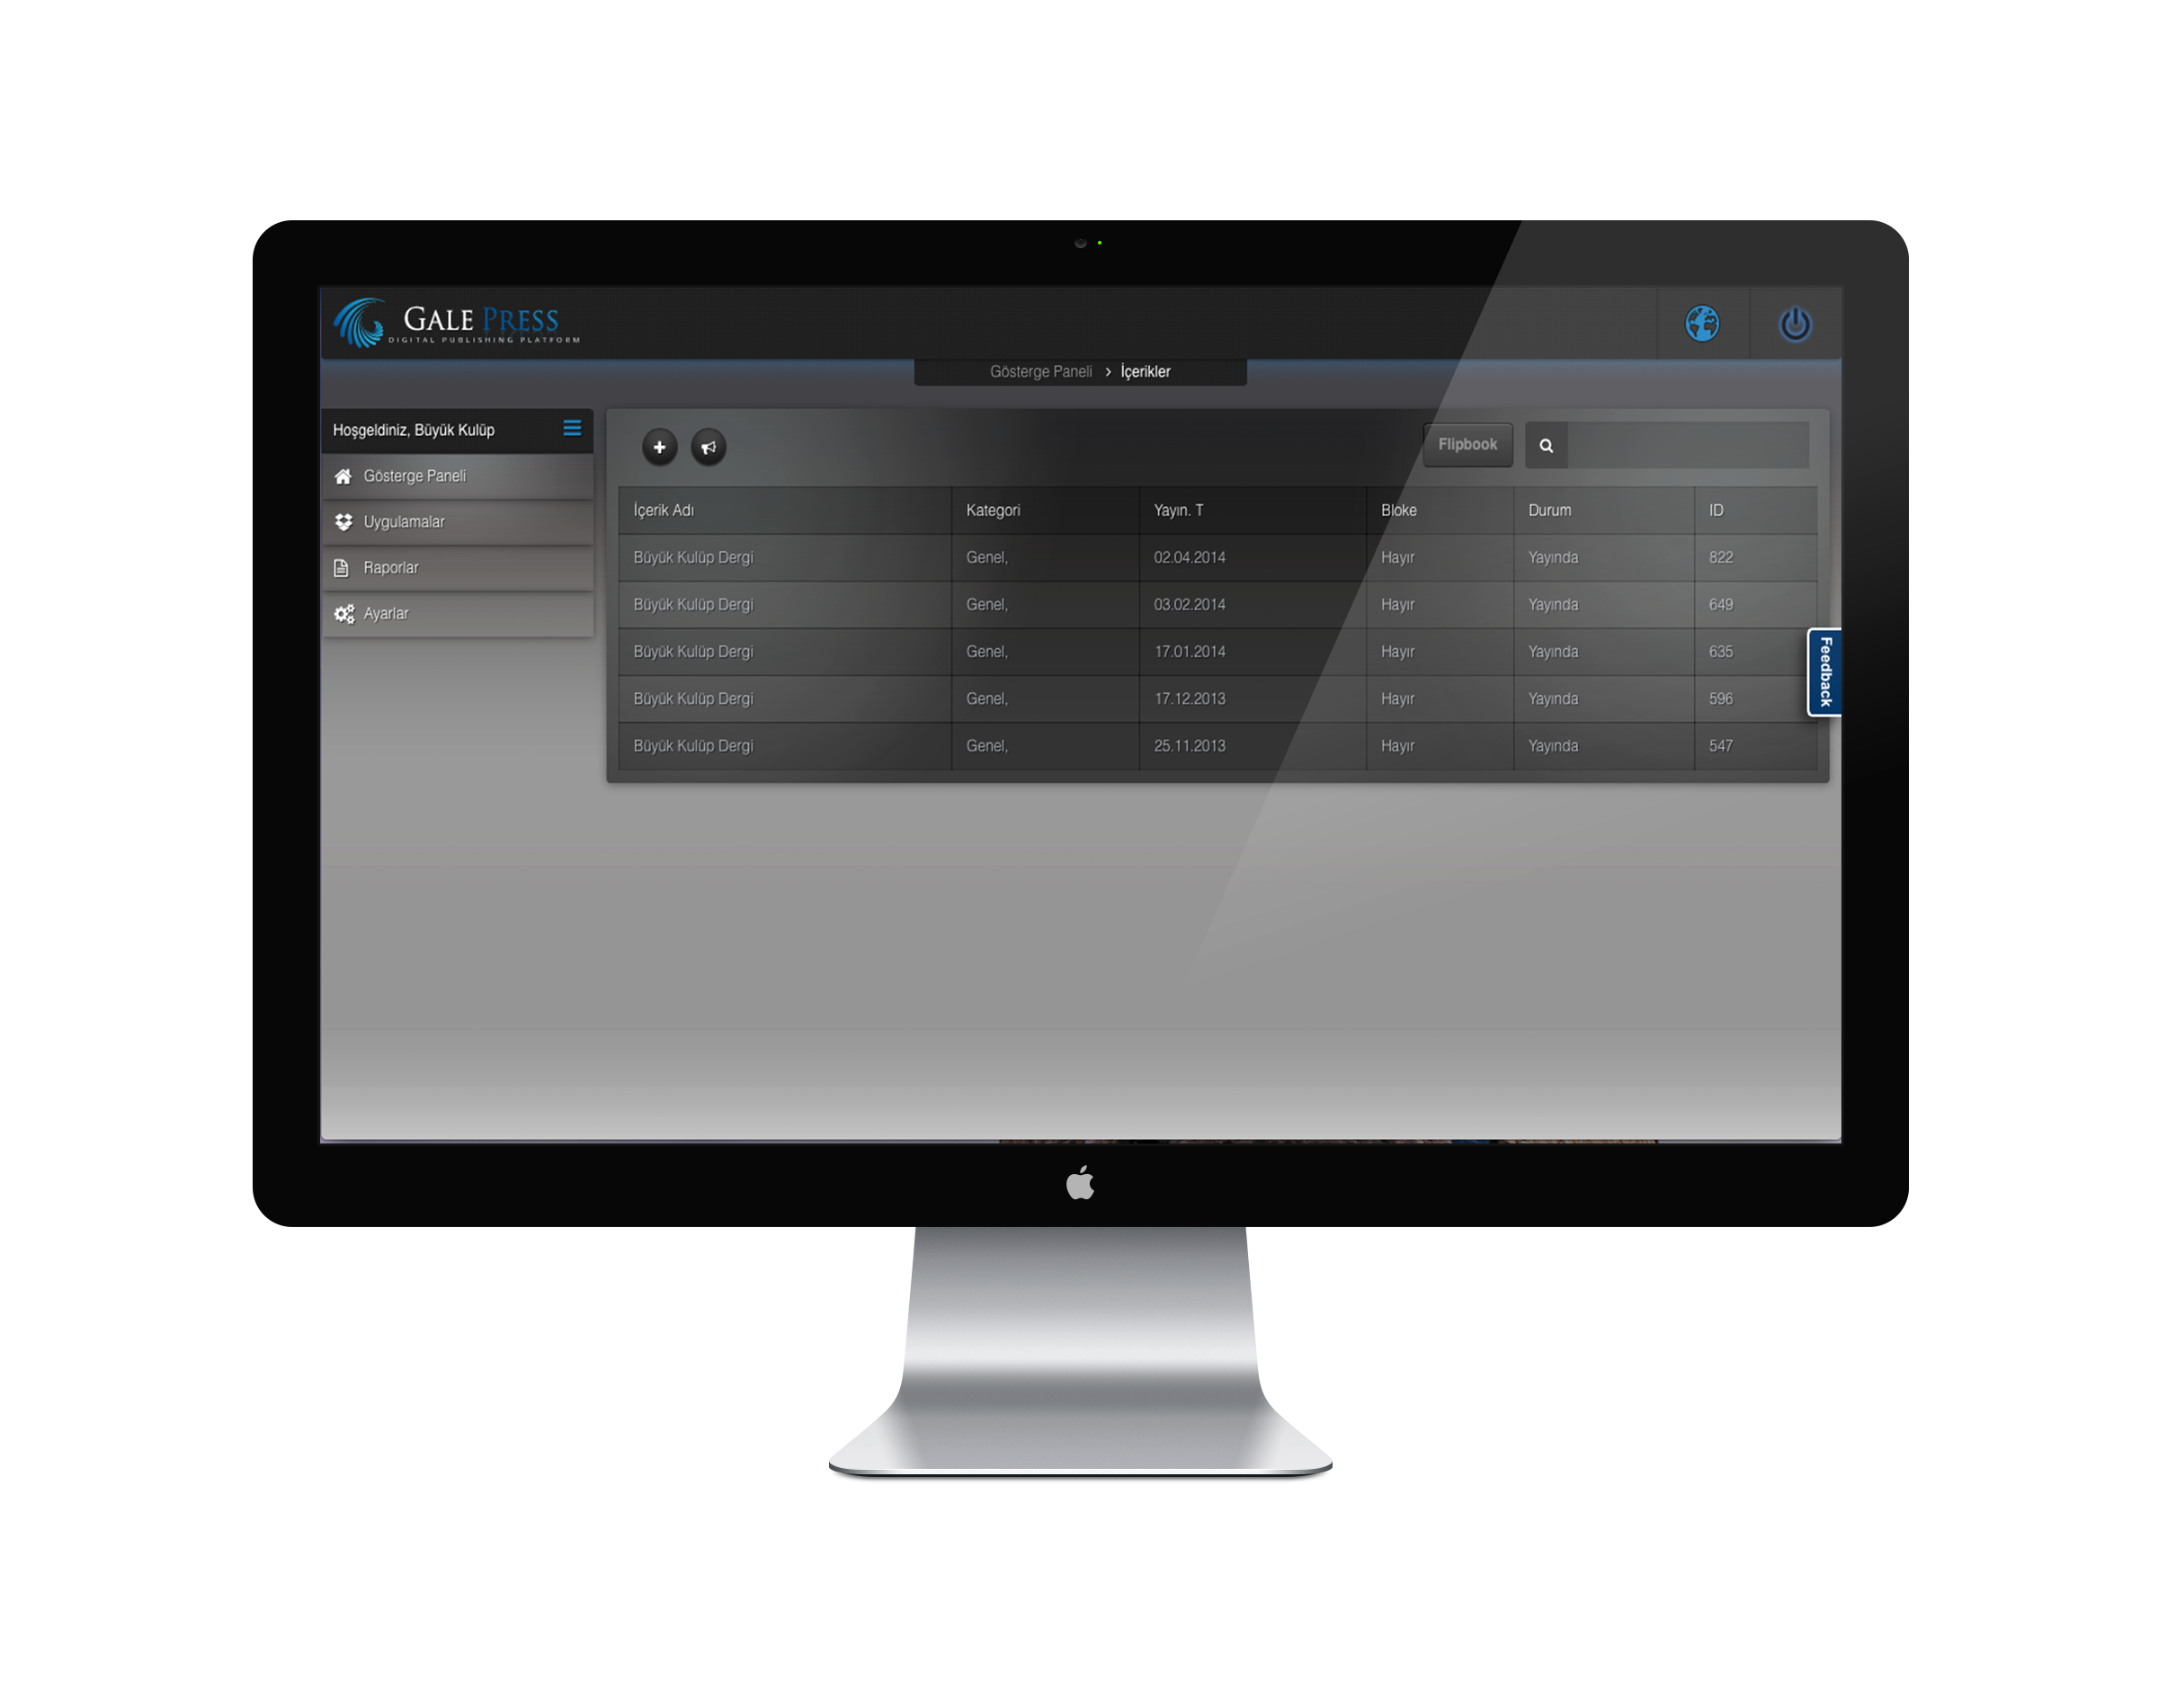 GALE PRESS
DIGITAL PUBLISHING PLATFORM
Gösterge Paneli › İçerikler
Hoşgeldiniz, Büyük Kulüp
Gösterge Paneli
Uygulamalar
Raporlar
Ayarlar
Flipbook
İçerik Adı Kategori Yayın. T Bloke Durum ID
Büyük Kulüp Dergi Genel, 02.04.2014 Hayır Yayında 822
Büyük Kulüp Dergi Genel, 03.02.2014 Hayır Yayında 649
Büyük Kulüp Dergi Genel, 17.01.2014 Hayır Yayında 635
Büyük Kulüp Dergi Genel, 17.12.2013 Hayır Yayında 596
Büyük Kulüp Dergi Genel, 25.11.2013 Hayır Yayında 547
Feedback